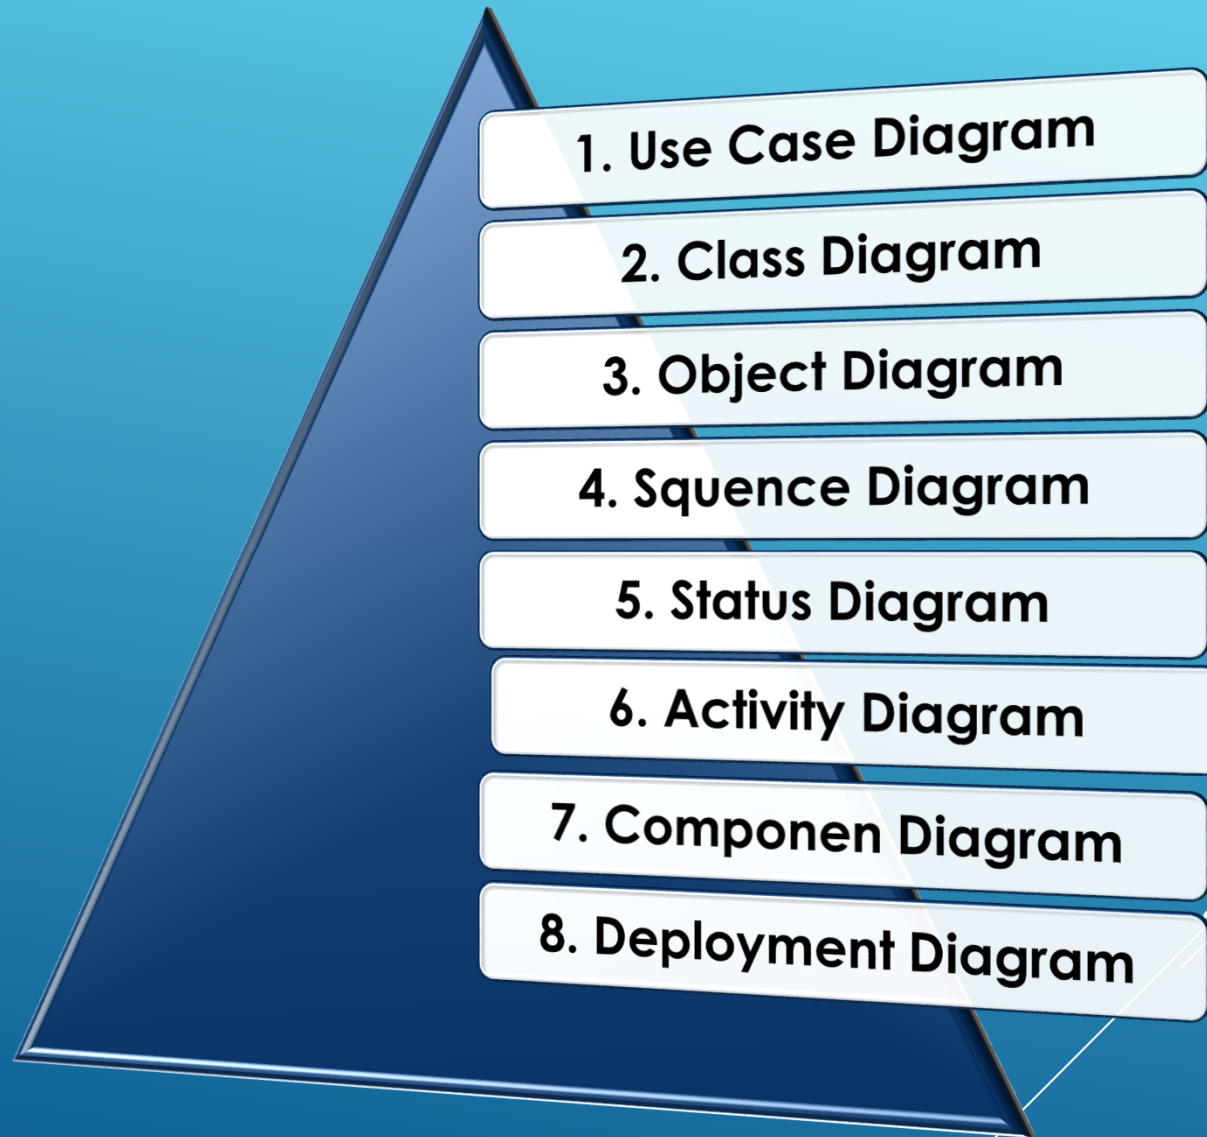 1. Use Case Diagram
2. Class Diagram
3. Object Diagram
4. Squence Diagram
5. Status Diagram
6. Activity Diagram
7. Componen Diagram
8. Deployment Diagram